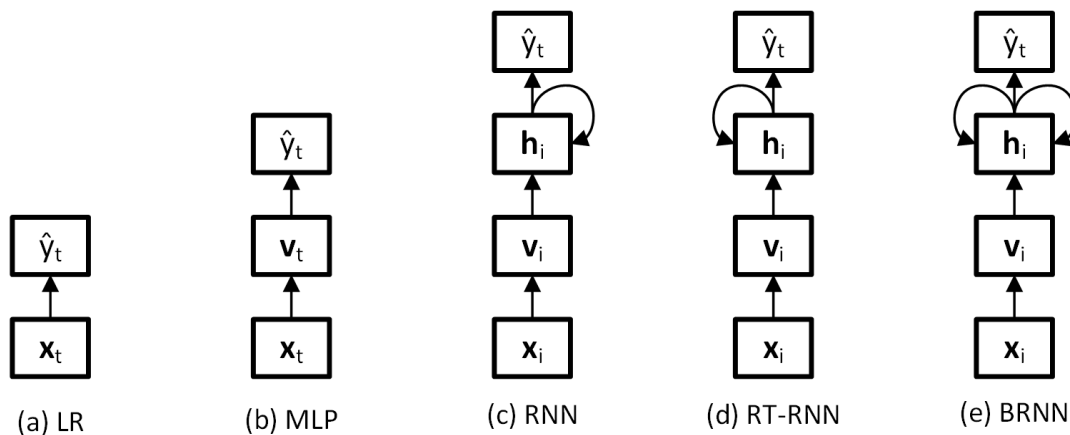 ŷt
xt
(a) LR
ŷt
vt
xt
(b) MLP
ŷt
hi
vi
xi
(c) RNN
ŷt
hi
vi
xi
(d) RT-RNN
ŷt
hi
vi
xi
(e) BRNN